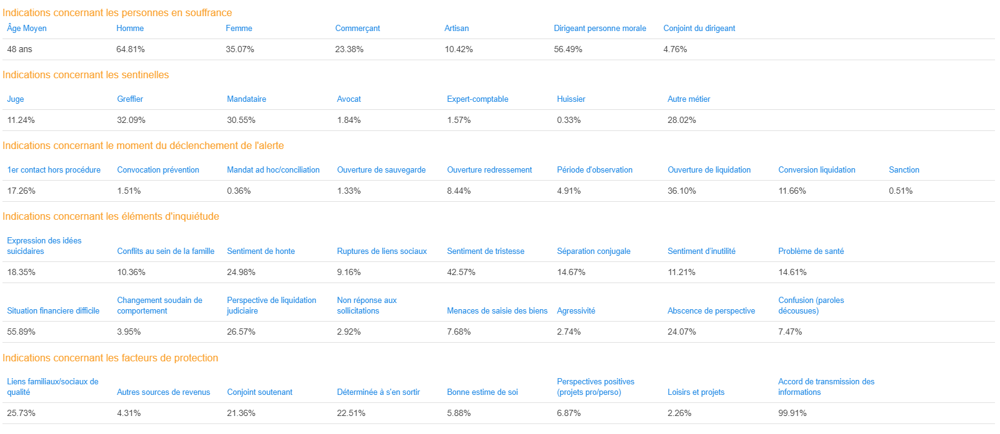 Indications concernant les personnes en souffrance
Âge Moyen Homme Femme Commerçant Artisan Dirigeant personne morale Conjoint du dirigeant
48 ans 64.81% 35.07% 23.38% 10.42% 56.49% 4.76%
Indications concernant les sentinelles
Juge Greffier Mandataire Avocat Expert-comptable Huissier Autre métier
11.24% 32.09% 30.55% 1.84% 1.57% 0.33% 28.02%
Indications concernant le moment du déclenchement de l'alerte
1er contact hors procédure Convocation prévention Mandat ad hoc/conciliation Ouverture de sauvegarde Ouverture redressement Période d'observation Ouverture de liquidation Conversion liquidation Sanction
17.26% 1.51% 0.36% 1.33% 8.44% 4.91% 36.10% 11.66% 0.51%
Indications concernant les éléments d'inquiétude
Expression des idées
suicidaires Conflits au sein de la famille Sentiment de honte Ruptures de liens sociaux Sentiment de tristesse Séparation conjugale Sentiment d'inutilité Problème de santé
18.35% 10.36% 24.98% 9.16% 42.57% 14.67% 11.21% 14.61%
Changement soudain de Perspective de liquidation Non réponse aux Confusion (paroles
Situation financiere difficile comportement judiciaire sollicitations Menaces de saisie des biens Agressivité Abscence de perspective décousues)
55.89% 3.95% 26.57% 2.92% 7.68% 2.74% 24.07% 7.47%
Indications concernant les facteurs de protection
Liens familiaux/sociaux de Perspectives positives Accord de transmission des
qualité Autres sources de revenus Conjoint soutenant Déterminée à s'en sortir Bonne estime de soi (projets pro/perso) Loisirs et projets informations
25.73% 4.31% 21.36% 22.51% 5.88% 6.87% 2.26% 99.91%